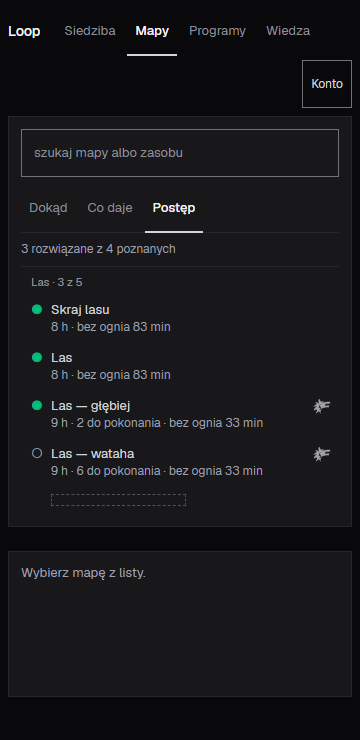 Loop Siedziba Mapy Programy Wiedza
Konto
szukaj mapy albo zasobu
Dokąd Co daje Postęp
3 rozwiązane z 4 poznanych
Las · 3 z 5
Skraj lasu
8 h · bez ognia 83 min
Las
8 h · bez ognia 83 min
Las — głębiej
9 h · 2 do pokonania · bez ognia 33 min
Las — wataha
9 h · 6 do pokonania · bez ognia 33 min
Wybierz mapę z listy.